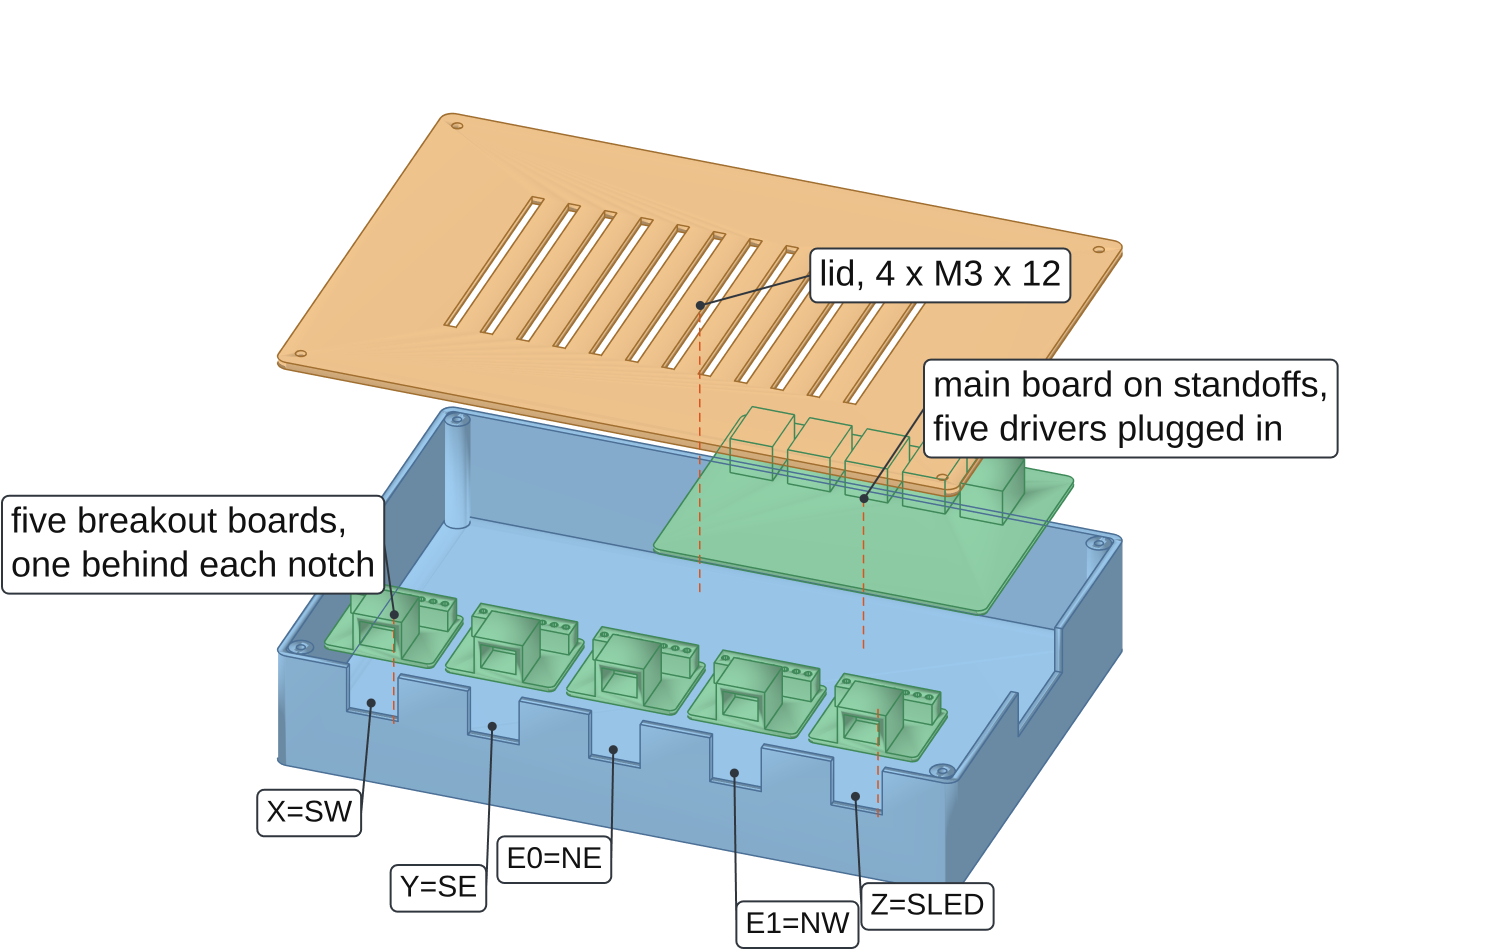 lid, 4 x M3 x 12
main board on standoffs,
five drivers plugged in
five breakout boards,
one behind each notch
X=SW
Y=SE
E0=NE
E1=NW
Z=SLED